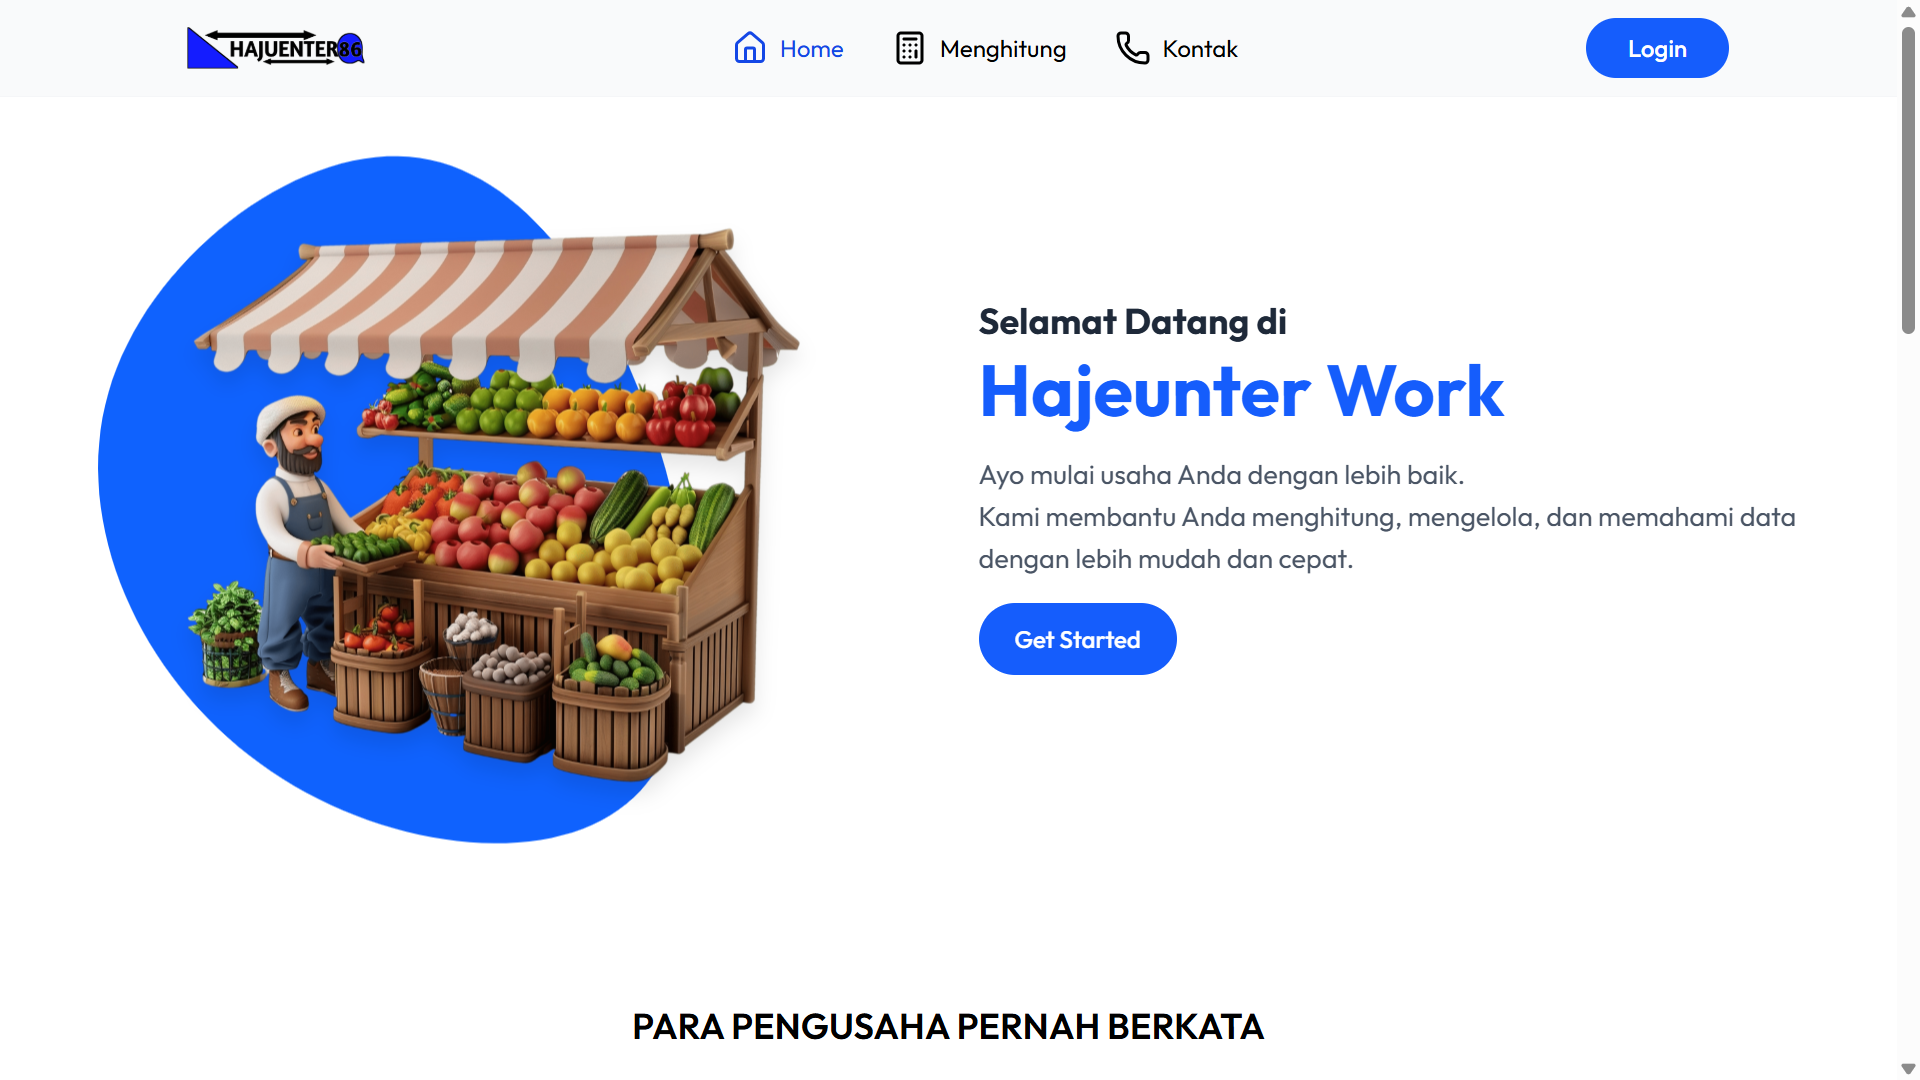 HAJUENTER86
Home
Menghitung
Kontak
Login
Selamat Datang di
Hajeunter Work
Ayo mulai usaha Anda dengan lebih baik.
Kami membantu Anda menghitung, mengelola, dan memahami data
dengan lebih mudah dan cepat.
Get Started
PARA PENGUSAHA PERNAH BERKATA